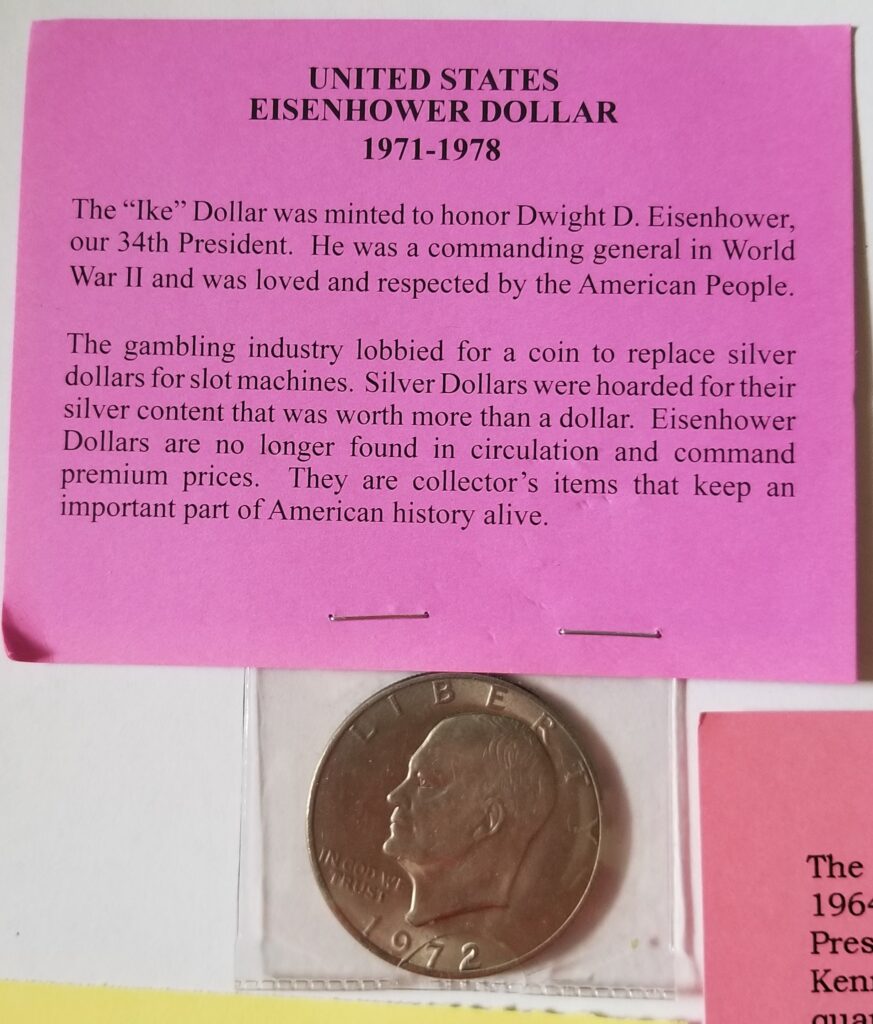 UNITED STATES
EISENHOWER DOLLAR
1971-1978
The “Ike” Dollar was minted to honor Dwight D. Eisenhower,
our 34th President. He was a commanding general in World
War II and was loved and respected by the American People.
The gambling industry lobbied for a coin to replace silver
dollars for slot machines. Silver Dollars were hoarded for their
silver content that was worth more than a dollar. Eisenhower
Dollars are no longer found in circulation and command
premium prices. They are collector’s items that keep an
important part of American history alive.
LIBERTY
IN GOD WE
TRUST
1972
The
1964
Pres
Ken
quar